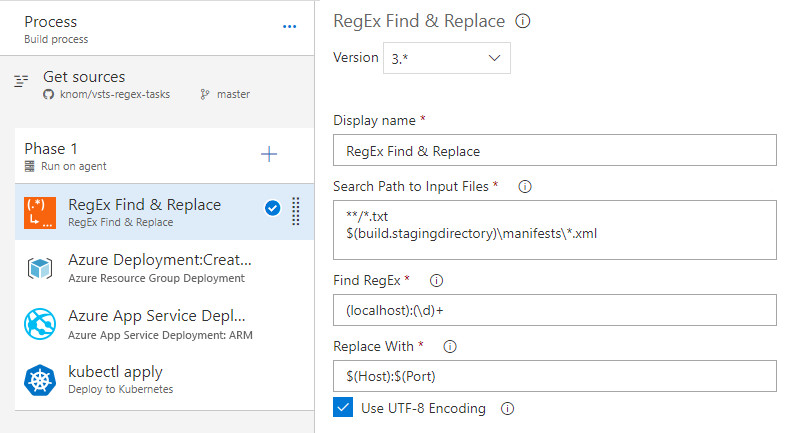 Process
...
Build process
Get sources
knom/vsts-regex-tasks
master
Phase 1
Run on agent
(.*)
RegEx Find & Replace
RegEx Find & Replace
Azure Deployment:Creat...
Azure Resource Group Deployment
Azure App Service Depl...
Azure App Service Deployment: ARM
kubectl apply
Deploy to Kubernetes
RegEx Find & Replace
Version 3.*
Display name *
RegEx Find & Replace
Search Path to Input Files *
**/*.txt
$(build.stagingdirectory)\manifests\*.xml
Find RegEx *
(localhost):(\d)+
Replace With *
$(Host):$(Port)
Use UTF-8 Encoding